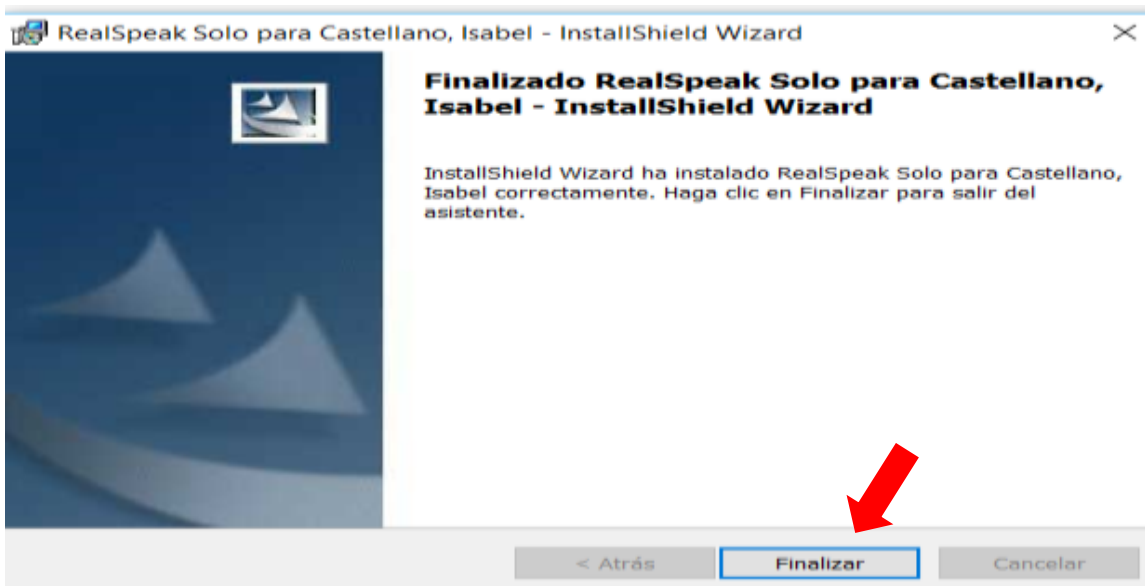 RealSpeak Solo para Castellano, Isabel - InstallShield Wizard
Finalizado RealSpeak Solo para Castellano,
Isabel - InstallShield Wizard
InstallShield Wizard ha instalado RealSpeak Solo para Castellano,
Isabel correctamente. Haga clic en Finalizar para salir del
asistente.
< Atrás
Finalizar
Cancelar